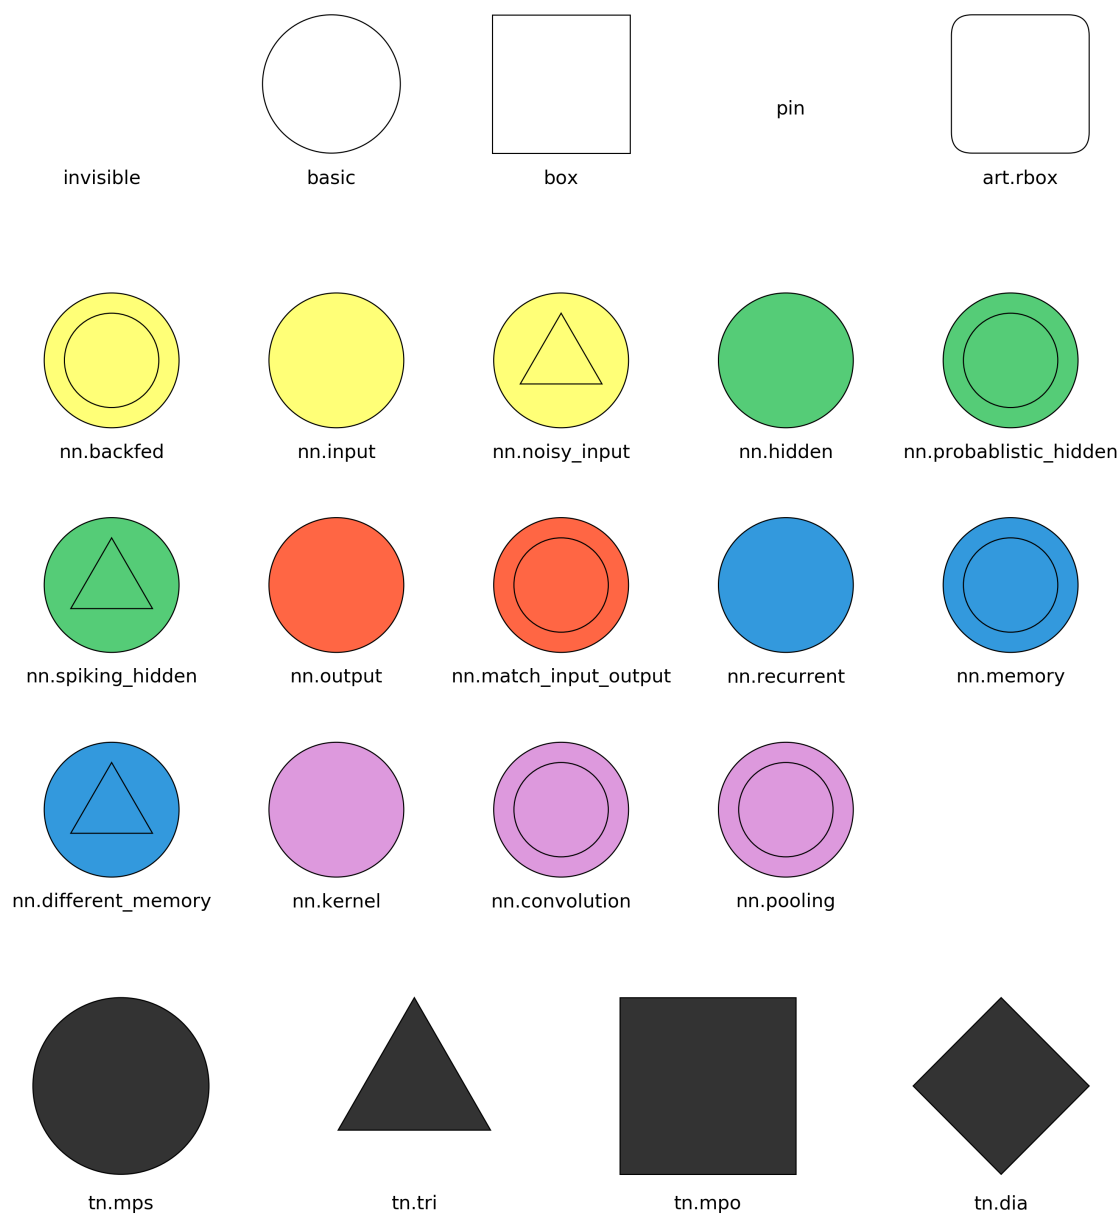 pin
invisible
basic
box
art.rbox
nn.backfed
nn.input
nn.noisy_input
nn.hidden
nn.probablistic_hidden
nn.spiking_hidden
nn.output
nn.match_input_output
nn.recurrent
nn.memory
nn.different_memory
nn.kernel
nn.convolution
nn.pooling
tn.mps
tn.tri
tn.mpo
tn.dia